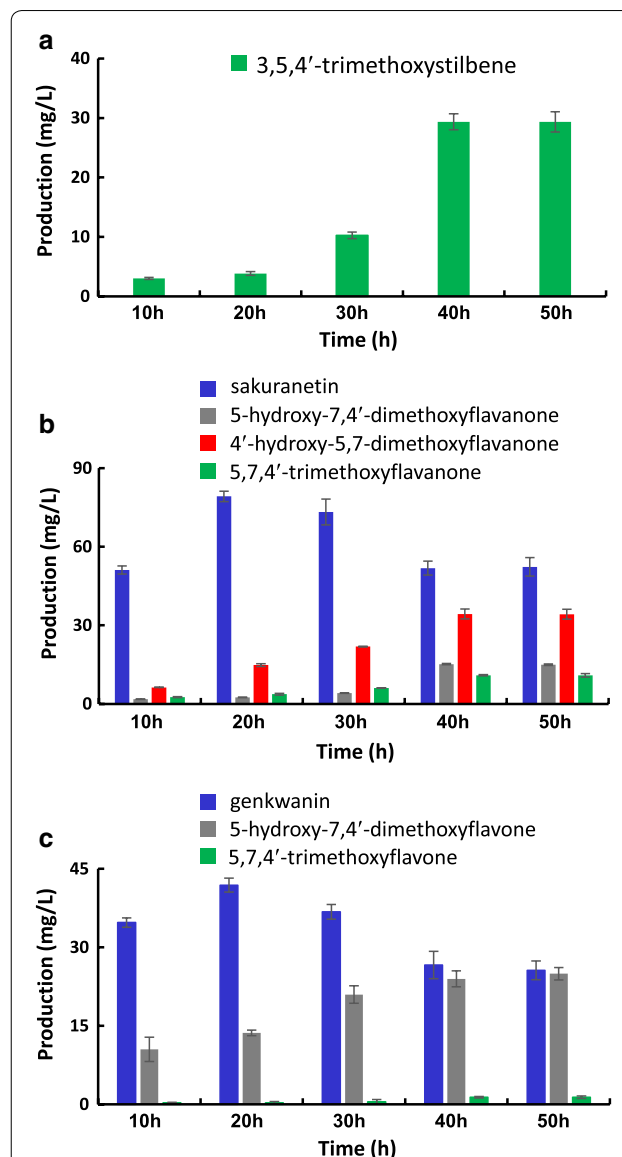 a
3,5,4′-trimethoxystilbene
40
30
20
10
0
Production (mg/L)
10h 20h 30h 40h 50h
Time (h)
b
sakuranetin
5-hydroxy-7,4′-dimethoxyflavanone
4′-hydroxy-5,7-dimethoxyflavanone
5,7,4′-trimethoxyflavanone
90
60
30
0
Production (mg/L)
10h 20h 30h 40h 50h
Time (h)
c
genkwanin
5-hydroxy-7,4′-dimethoxyflavone
5,7,4′-trimethoxyflavone
45
30
15
0
Production (mg/L)
10h 20h 30h 40h 50h
Time (h)